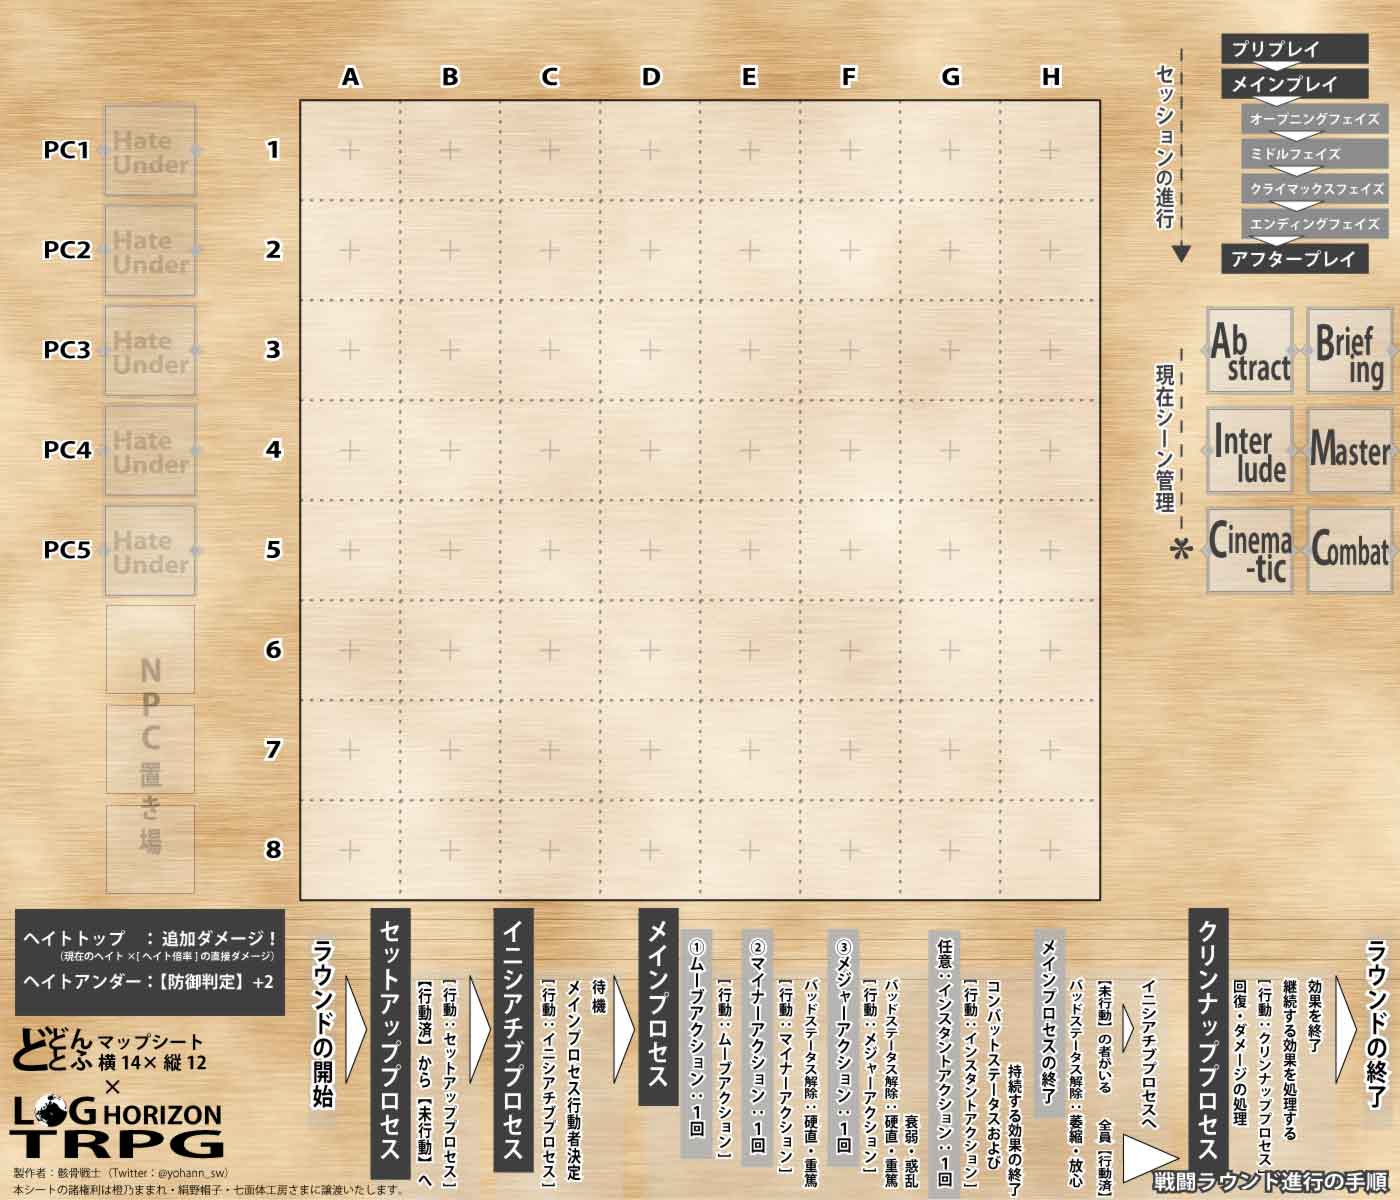 A B C D E F G H
1
2
3
4
5
6
7
8
PC1
Hate
Under
PC2
Hate
Under
PC3
Hate
Under
PC4
Hate
Under
PC5
Hate
Under
NPC置き場
セッションの進行
プリプレイ
メインプレイ
オープニングフェイズ
ミドルフェイズ
クライマックスフェイズ
エンディングフェイズ
アフタープレイ
現在シーン管理
*
Ab
stract
Brief
ing
Inter
lude
Master
Cinema
-tic
Combat
ヘイトトップ ：追加ダメージ！
（現在のヘイト×[ヘイト倍率]の直接ダメージ）
ヘイトアンダー：【防御判定】+2
どどんとふ マップシート
横14×縦12
×
LOG HORIZON
TRPG
製作者：骸骨戦士（Twitter：@yohann_sw）
本シートの諸権利は橙乃ままれ・絹野帽子・七面体工房さまに譲渡いたします。
ラウンドの開始
セットアッププロセス
[行動：セットアッププロセス]
【行動済】から【未行動】へ
イニシアチブプロセス
待機
メインプロセス行動者決定
[行動：イニシアチブプロセス]
メインプロセス
①ムーブアクション：1回
[行動：ムーブアクション]
②マイナーアクション：1回
バッドステータス解除：硬直・重篤
[行動：マイナーアクション]
③メジャーアクション：1回
衰弱・惑乱
バッドステータス解除：硬直・重篤
[行動：メジャーアクション]
任意：インスタントアクション：1回
[行動：インスタントアクション]
コンバットステータスおよび
持続する効果の終了
メインプロセスの終了
バッドステータス解除：萎縮・放心
【未行動】の者がいる
イニシアチブプロセスへ
全員【行動済】
クリンナッププロセス
効果を終了
継続する効果を処理する
[行動：クリンナッププロセス]
回復・ダメージの処理
ラウンドの終了
戦闘ラウンド進行の手順